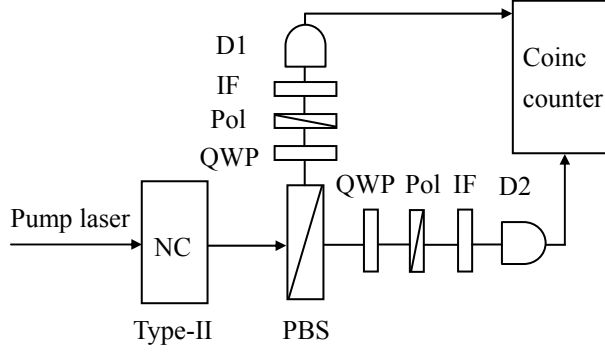 D1
Coinc
counter
IF
Pol
QWP
QWP Pol IF D2
Pump laser
NC
Type-II
PBS